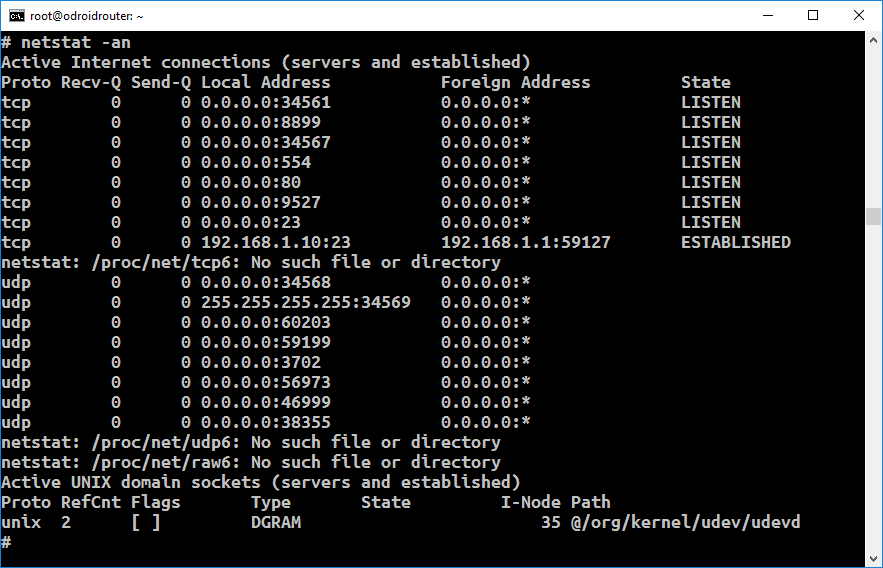 root@odroidrouter: ~
# netstat -an
Active Internet connections (servers and established)
Proto Recv-Q Send-Q Local Address           Foreign Address         State
tcp        0      0 0.0.0.0:34561           0.0.0.0:*               LISTEN
tcp        0      0 0.0.0.0:8899            0.0.0.0:*               LISTEN
tcp        0      0 0.0.0.0:34567           0.0.0.0:*               LISTEN
tcp        0      0 0.0.0.0:554             0.0.0.0:*               LISTEN
tcp        0      0 0.0.0.0:80              0.0.0.0:*               LISTEN
tcp        0      0 0.0.0.0:9527            0.0.0.0:*               LISTEN
tcp        0      0 0.0.0.0:23              0.0.0.0:*               LISTEN
tcp        0      0 192.168.1.10:23         192.168.1.1:59127       ESTABLISHED
netstat: /proc/net/tcp6: No such file or directory
udp        0      0 0.0.0.0:34568           0.0.0.0:*
udp        0      0 255.255.255.255:34569   0.0.0.0:*
udp        0      0 0.0.0.0:60203           0.0.0.0:*
udp        0      0 0.0.0.0:59199           0.0.0.0:*
udp        0      0 0.0.0.0:3702            0.0.0.0:*
udp        0      0 0.0.0.0:56973           0.0.0.0:*
udp        0      0 0.0.0.0:46999           0.0.0.0:*
udp        0      0 0.0.0.0:38355           0.0.0.0:*
netstat: /proc/net/udp6: No such file or directory
netstat: /proc/net/raw6: No such file or directory
Active UNIX domain sockets (servers and established)
Proto RefCnt Flags       Type       State         I-Node Path
unix  2      [ ]         DGRAM                        35 @/org/kernel/udev/udevd
#